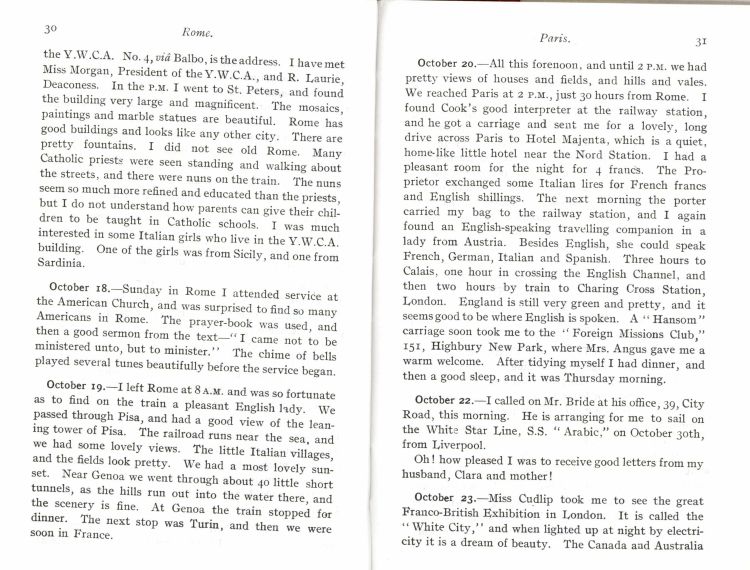 30
Rome.
the Y.W.C.A. No. 4, viâ Balbo, is the address. I have met
Miss Morgan, President of the Y.W.C.A., and R. Laurie,
Deaconess. In the P.M. I went to St. Peters, and found
the building very large and magnificent. The mosaics,
paintings and marble statues are beautiful. Rome has
good buildings and looks like any other city. There are
pretty fountains. I did not see old Rome. Many
Catholic priests were seen standing and walking about
the streets, and there were nuns on the train. The nuns
seem so much more refined and educated than the priests,
but I do not understand how parents can give their chil-
dren to be taught in Catholic schools. I was much
interested in some Italian girls who live in the Y.W.C.A.
building. One of the girls was from Sicily, and one from
Sardinia.
October 18.—Sunday in Rome I attended service at
the American Church, and was surprised to find so many
Americans in Rome. The prayer-book was used, and
then a good sermon from the text—"I came not to be
ministered unto, but to minister." The chime of bells
played several tunes beautifully before the service began.
October 19.—I left Rome at 8 A.M. and was so fortunate
as to find on the train a pleasant English lady. We
passed through Pisa, and had a good view of the lean-
ing tower of Pisa. The railroad runs near the sea, and
we had some lovely views. The little Italian villages,
and the fields look pretty. We had a most lovely sun-
set. Near Genoa we went through about 40 little short
tunnels, as the hills run out into the water there, and
the scenery is fine. At Genoa the train stopped for
dinner. The next stop was Turin, and then we were
soon in France.
Paris.
31
October 20.—All this forenoon, and until 2 P.M. we had
pretty views of houses and fields, and hills and vales.
We reached Paris at 2 P.M., just 30 hours from Rome. I
found Cook's good interpreter at the railway station,
and he got a carriage and sent me for a lovely, long
drive across Paris to Hotel Majenta, which is a quiet,
home-like little hotel near the Nord Station. I had a
pleasant room for the night for 4 francs. The Pro-
prietor exchanged some Italian lires for French francs
and English shillings. The next morning the porter
carried my bag to the railway station, and I again
found an English-speaking travelling companion in a
lady from Austria. Besides English, she could speak
French, German, Italian and Spanish. Three hours to
Calais, one hour in crossing the English Channel, and
then two hours by train to Charing Cross Station,
London. England is still very green and pretty, and it
seems good to be where English is spoken. A "Hansom"
carriage soon took me to the "Foreign Missions Club,"
151, Highbury New Park, where Mrs. Angus gave me a
warm welcome. After tidying myself I had dinner, and
then a good sleep, and it was Thursday morning.
October 22.—I called on Mr. Bride at his office, 39, City
Road, this morning. He is arranging for me to sail on
the White Star Line, S.S. "Arabic," on October 30th,
from Liverpool.
Oh! how pleased I was to receive good letters from my
husband, Clara and mother!
October 23.—Miss Cudlip took me to see the great
Franco-British Exhibition in London. It is called the
"White City," and when lighted up at night by electri-
city it is a dream of beauty. The Canada and Australia